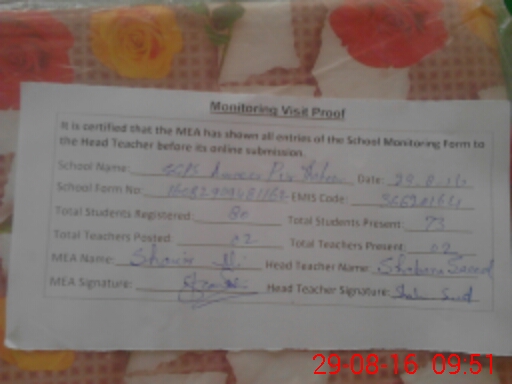 Monitoring Visit Proof
It is certified that the MEA has shown all entries of the School Monitoring Form to
the Head Teacher before its online submission.
School Name: Date: 29.8.16
School Form No: EMIS Code:
Total Students Registered: 80 Total Students Present: 73
Total Teachers Posted: 02 Total Teachers Present: 02
MEA Name: Head Teacher Name: Shabana Saeed
MEA Signature: Head Teacher Signature:
29-08-16 09:51